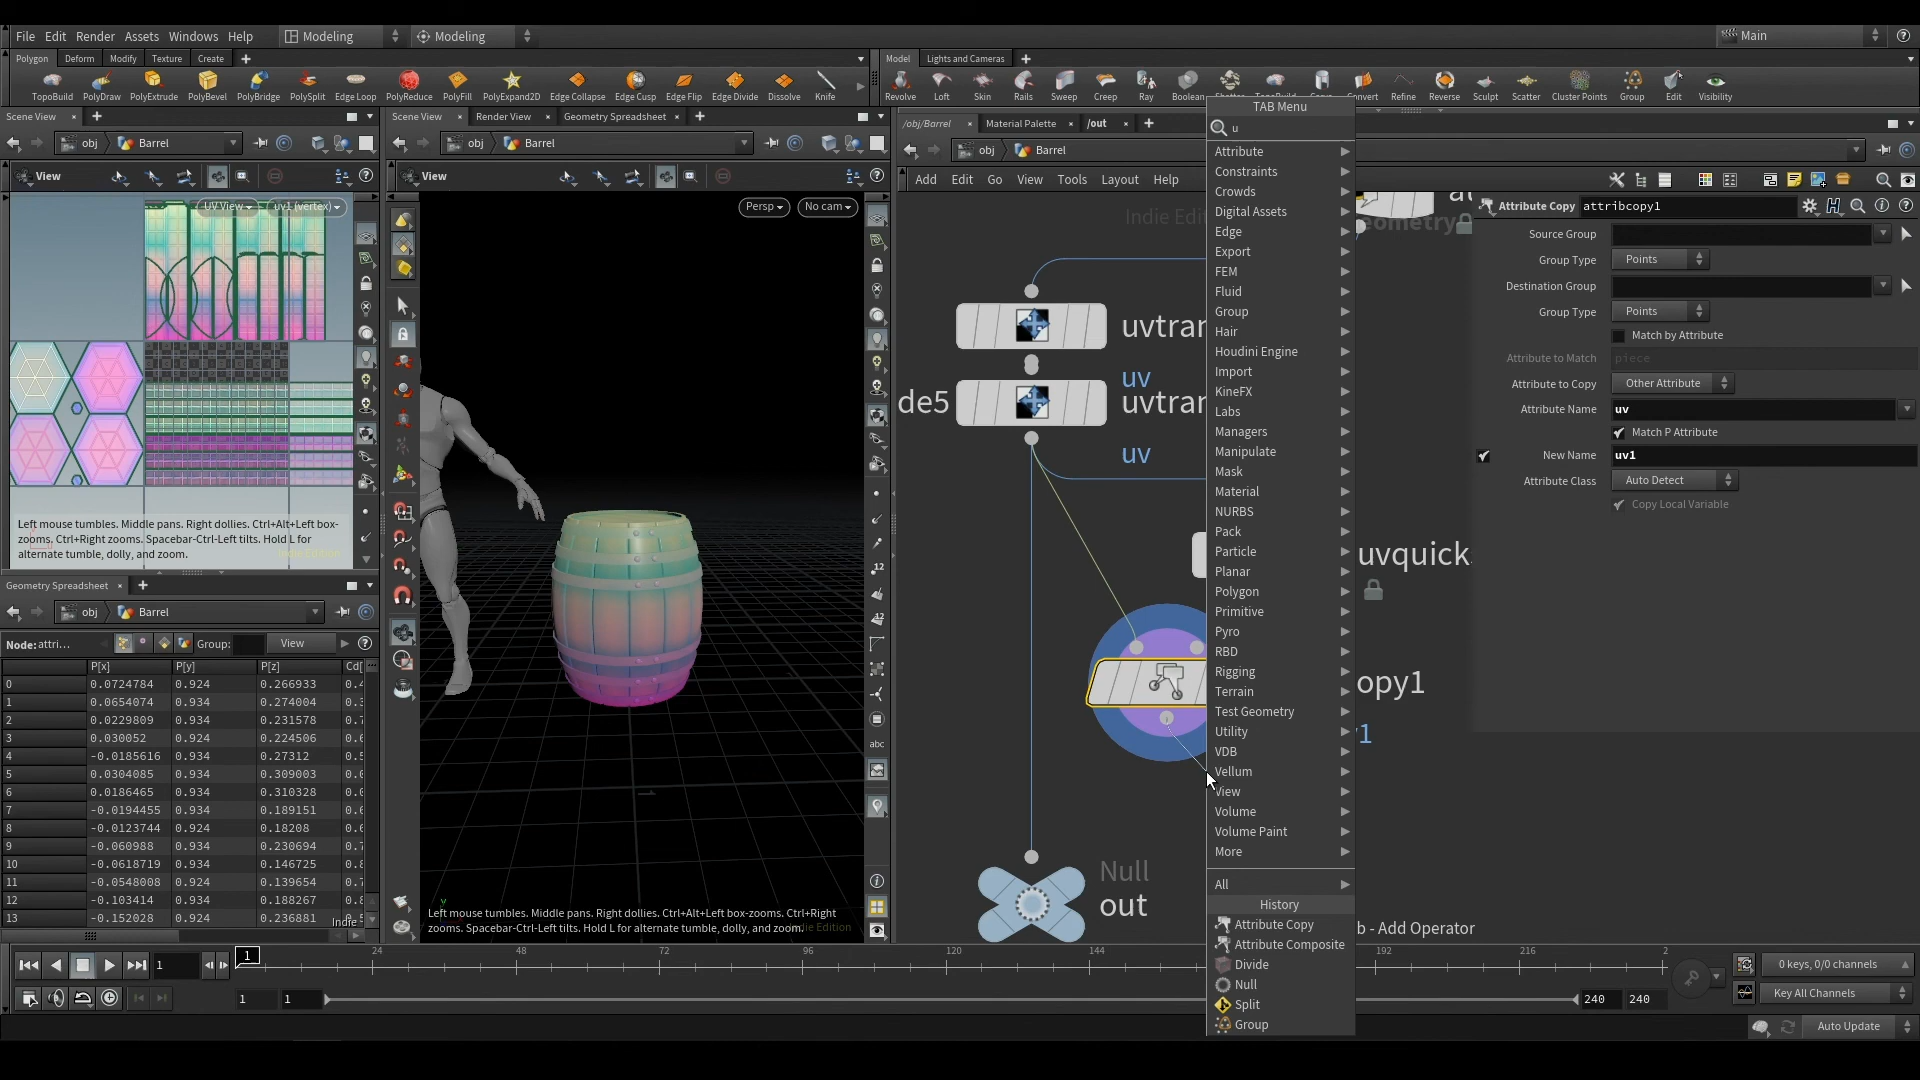 File Edit Render Assets Windows Help Modeling Modeling Main
Polygon Deform Modify Texture Create
TopoBuild PolyDraw PolyExtrude PolyBevel PolyBridge PolySplit Edge Loop PolyReduce PolyFill PolyExpand2D Edge Collapse Edge Cusp Edge Flip Edge Divide Dissolve Knife
Model Lights and Cameras
Revolve Loft Skin Rails Sweep Creep Ray Boolean Refine Reverse Sculpt Scatter Cluster Points Group Edit Visibility
Scene View
obj Barrel
View
UV View uv1 (vertex)
Left mouse tumbles. Middle pans. Right dollies. Ctrl+Alt+Left box-
zooms. Ctrl+Right zooms. Spacebar-Ctrl-Left tilts. Hold L for
alternate tumble, dolly, and zoom.
Geometry Spreadsheet
obj Barrel
Node: attri... Group: View
P[x] P[y] P[z] Cd[
0 0.0724784 0.924 0.266933
1 0.0654074 0.934 0.274004
2 0.0229809 0.934 0.231578
3 0.030052 0.924 0.224506
4 -0.0185616 0.934 0.27312
5 0.0304085 0.934 0.309003
6 0.0186465 0.934 0.310328
7 -0.0194455 0.934 0.189151
8 -0.0123744 0.924 0.18208
9 -0.060988 0.934 0.230694
10 -0.0618719 0.934 0.146725
11 -0.0548008 0.924 0.139654
12 -0.103414 0.934 0.188267
13 -0.152028 0.924 0.236881
Scene View Render View Geometry Spreadsheet
obj Barrel
View
Persp No cam
abc
Left mouse tumbles. Middle pans. Right dollies. Ctrl+Alt+Left box-zooms. Ctrl+Right
zooms. Spacebar-Ctrl-Left tilts. Hold L for alternate tumble, dolly, and zoom.
/obj/Barrel Material Palette /out
obj Barrel
Add Edit Go View Tools Layout Help
Indie Edi
eometry
uvtrar
uv
de5 uvtrar
uv
uvquick
opy1
Null
out
b - Add Operator
TAB Menu
u
Attribute
Constraints
Crowds
Digital Assets
Edge
Export
FEM
Fluid
Group
Hair
Houdini Engine
Import
KineFX
Labs
Managers
Manipulate
Mask
Material
NURBS
Pack
Particle
Planar
Polygon
Primitive
Pyro
RBD
Rigging
Terrain
Test Geometry
Utility
VDB
Vellum
View
Volume
Volume Paint
More
All
History
Attribute Copy
Attribute Composite
Divide
Null
Split
Group
Attribute Copy attribcopy1
Source Group
Group Type Points
Destination Group
Group Type Points
Match by Attribute
Attribute to Match piece
Attribute to Copy Other Attribute
Attribute Name uv
Match P Attribute
New Name uv1
Attribute Class Auto Detect
Copy Local Variable
1 1 24 48 72 96 120 144 192 216 2
0 keys, 0/0 channels
1 1 240 240 Key All Channels
Auto Update